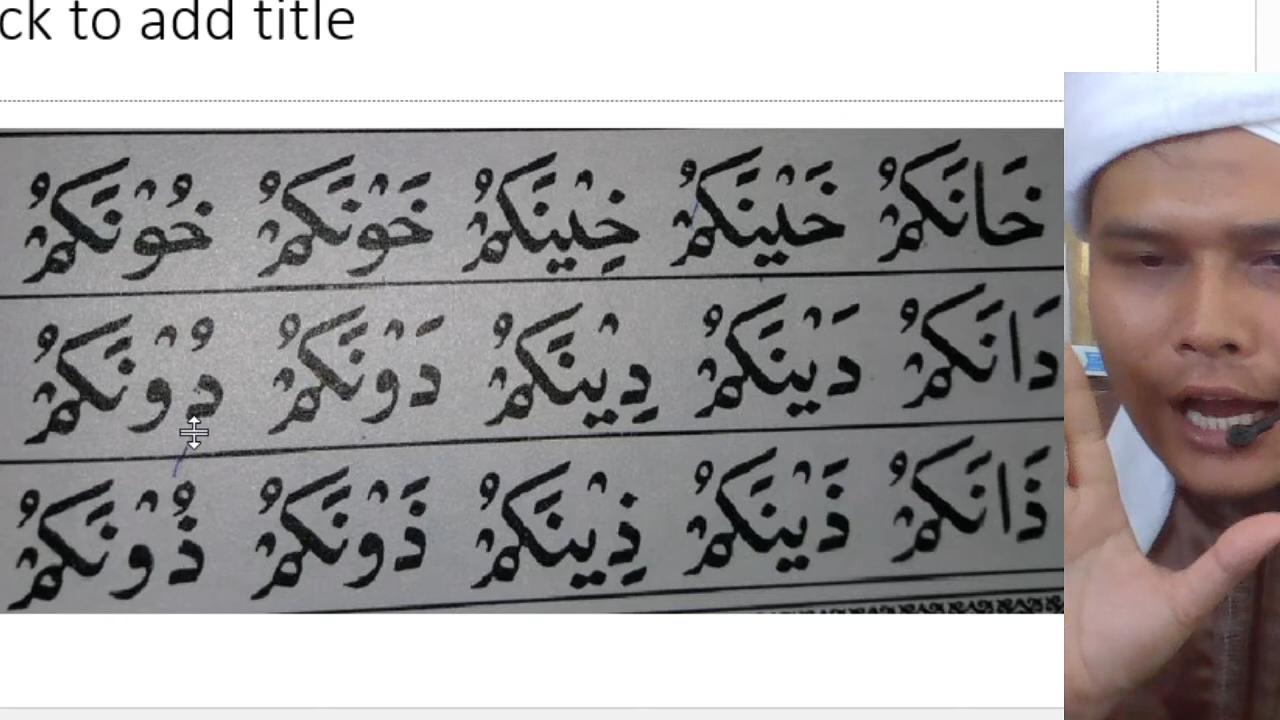 ck to add title
خَانَكُمْ خَيْنَكُمْ خِيْنَكُمْ خَوْنَكُمْ خُوْنَكُمْ
دَانَكُمْ دَيْنَكُمْ دِيْنَكُمْ دَوْنَكُمْ دُوْنَكُمْ
ذَانَكُمْ ذَيْنَكُمْ ذِيْنَكُمْ ذَوْنَكُمْ ذُوْنَكُمْ